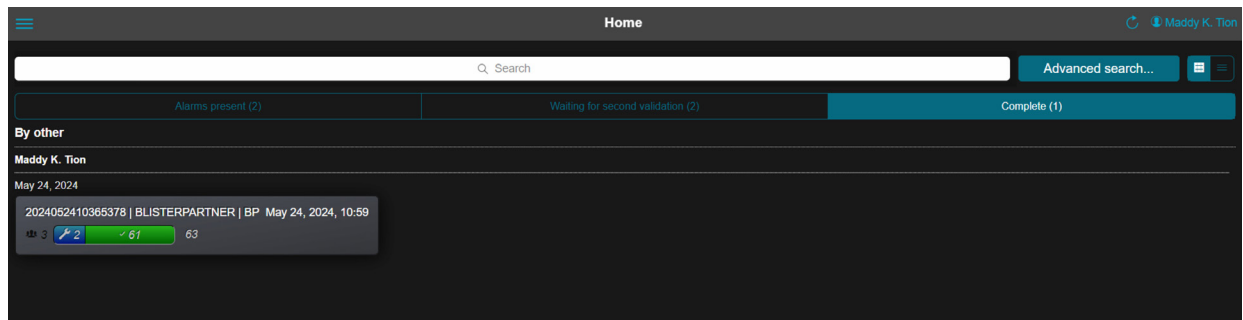 Home
Maddy K. Tion
Search
Advanced search...
Alarms present (2)
Waiting for second validation (2)
Complete (1)
By other
Maddy K. Tion
May 24, 2024
2024052410365378 | BLISTERPARTNER | BP May 24, 2024, 10:59
3 2 61 63